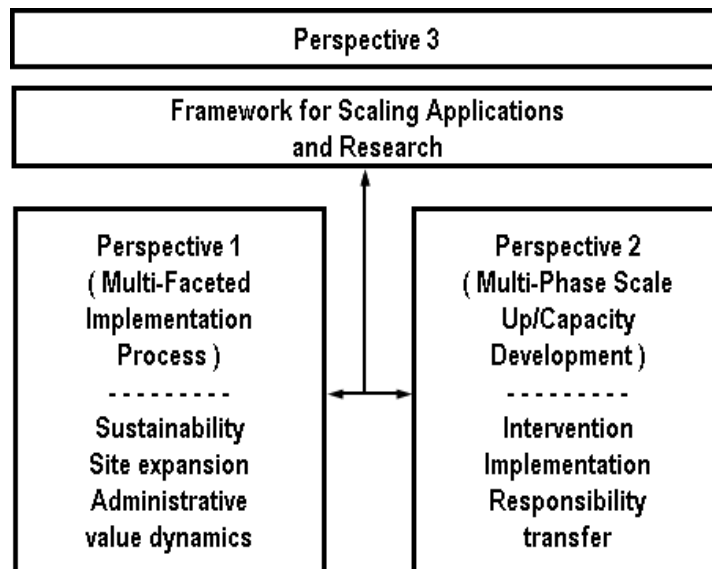 Perspective 3
Framework for Scaling Applications
and Research
Perspective 1
( Multi-Faceted
Implementation
Process )
- - - - - - - - -
Sustainability
Site expansion
Administrative
value dynamics
Perspective 2
( Multi-Phase Scale
Up/Capacity
Development )
- - - - - - - - -
Intervention
Implementation
Responsibility
transfer